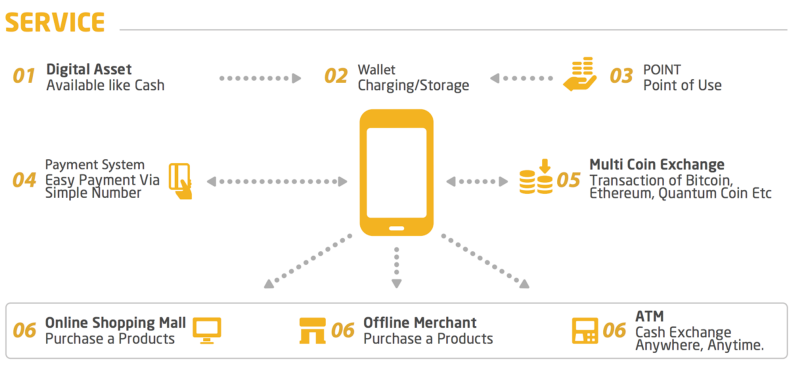 SERVICE
01 Digital Asset
Available like Cash
02 Wallet
Charging/Storage
03 POINT
Point of Use
04 Payment System
Easy Payment Via
Simple Number
05 Multi Coin Exchange
Transaction of Bitcoin,
Ethereum, Quantum Coin Etc
06 Online Shopping Mall
Purchase a Products
06 Offline Merchant
Purchase a Products
06 ATM
Cash Exchange
Anywhere, Anytime.